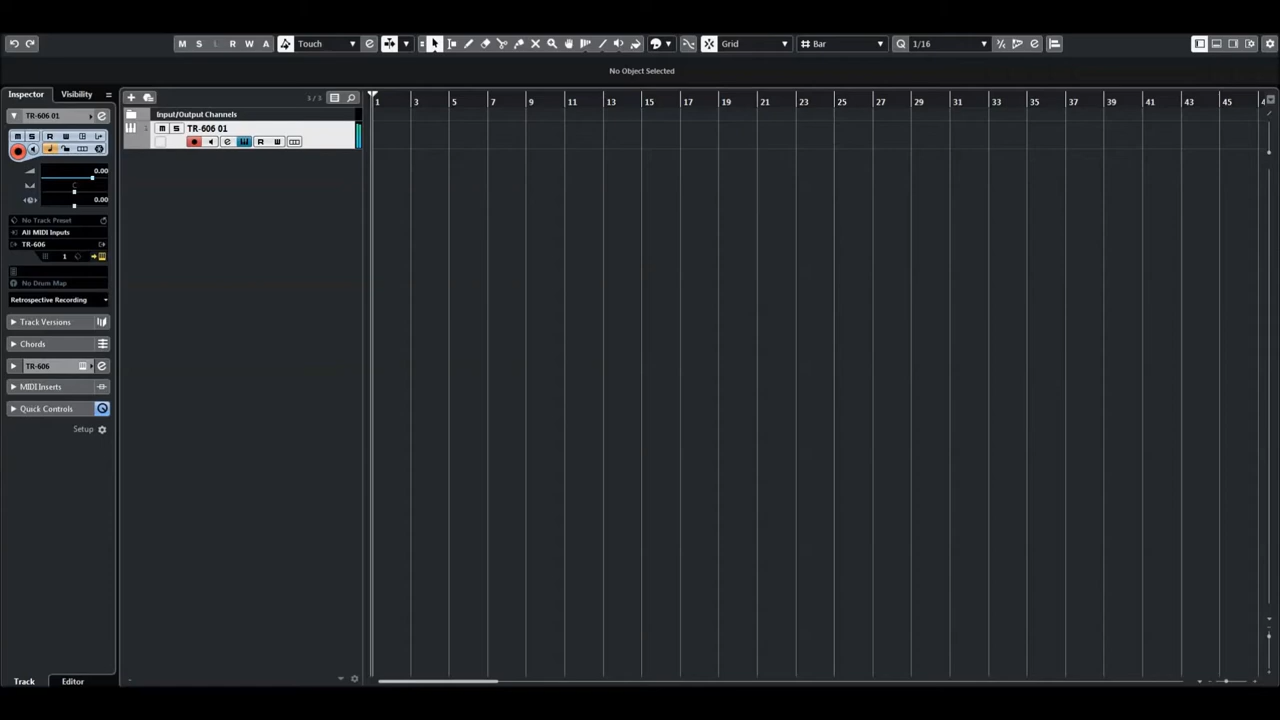 M S L R W A Touch Grid Bar Q 1/16
No Object Selected
Inspector Visibility
3 / 3
1 3 5 7 9 11 13 15 17 19 21 23 25 27 29 31 33 35 37 39 41 43 45 4
TR-606 01 e
Input/Output Channels
M S TR-606 01
M S R W
e R W
0.00
C
0.00
No Track Preset
All MIDI Inputs
TR-606
1
No Drum Map
Retrospective Recording
Track Versions
Chords
TR-606 e
MIDI Inserts
Quick Controls
Setup
Track Editor